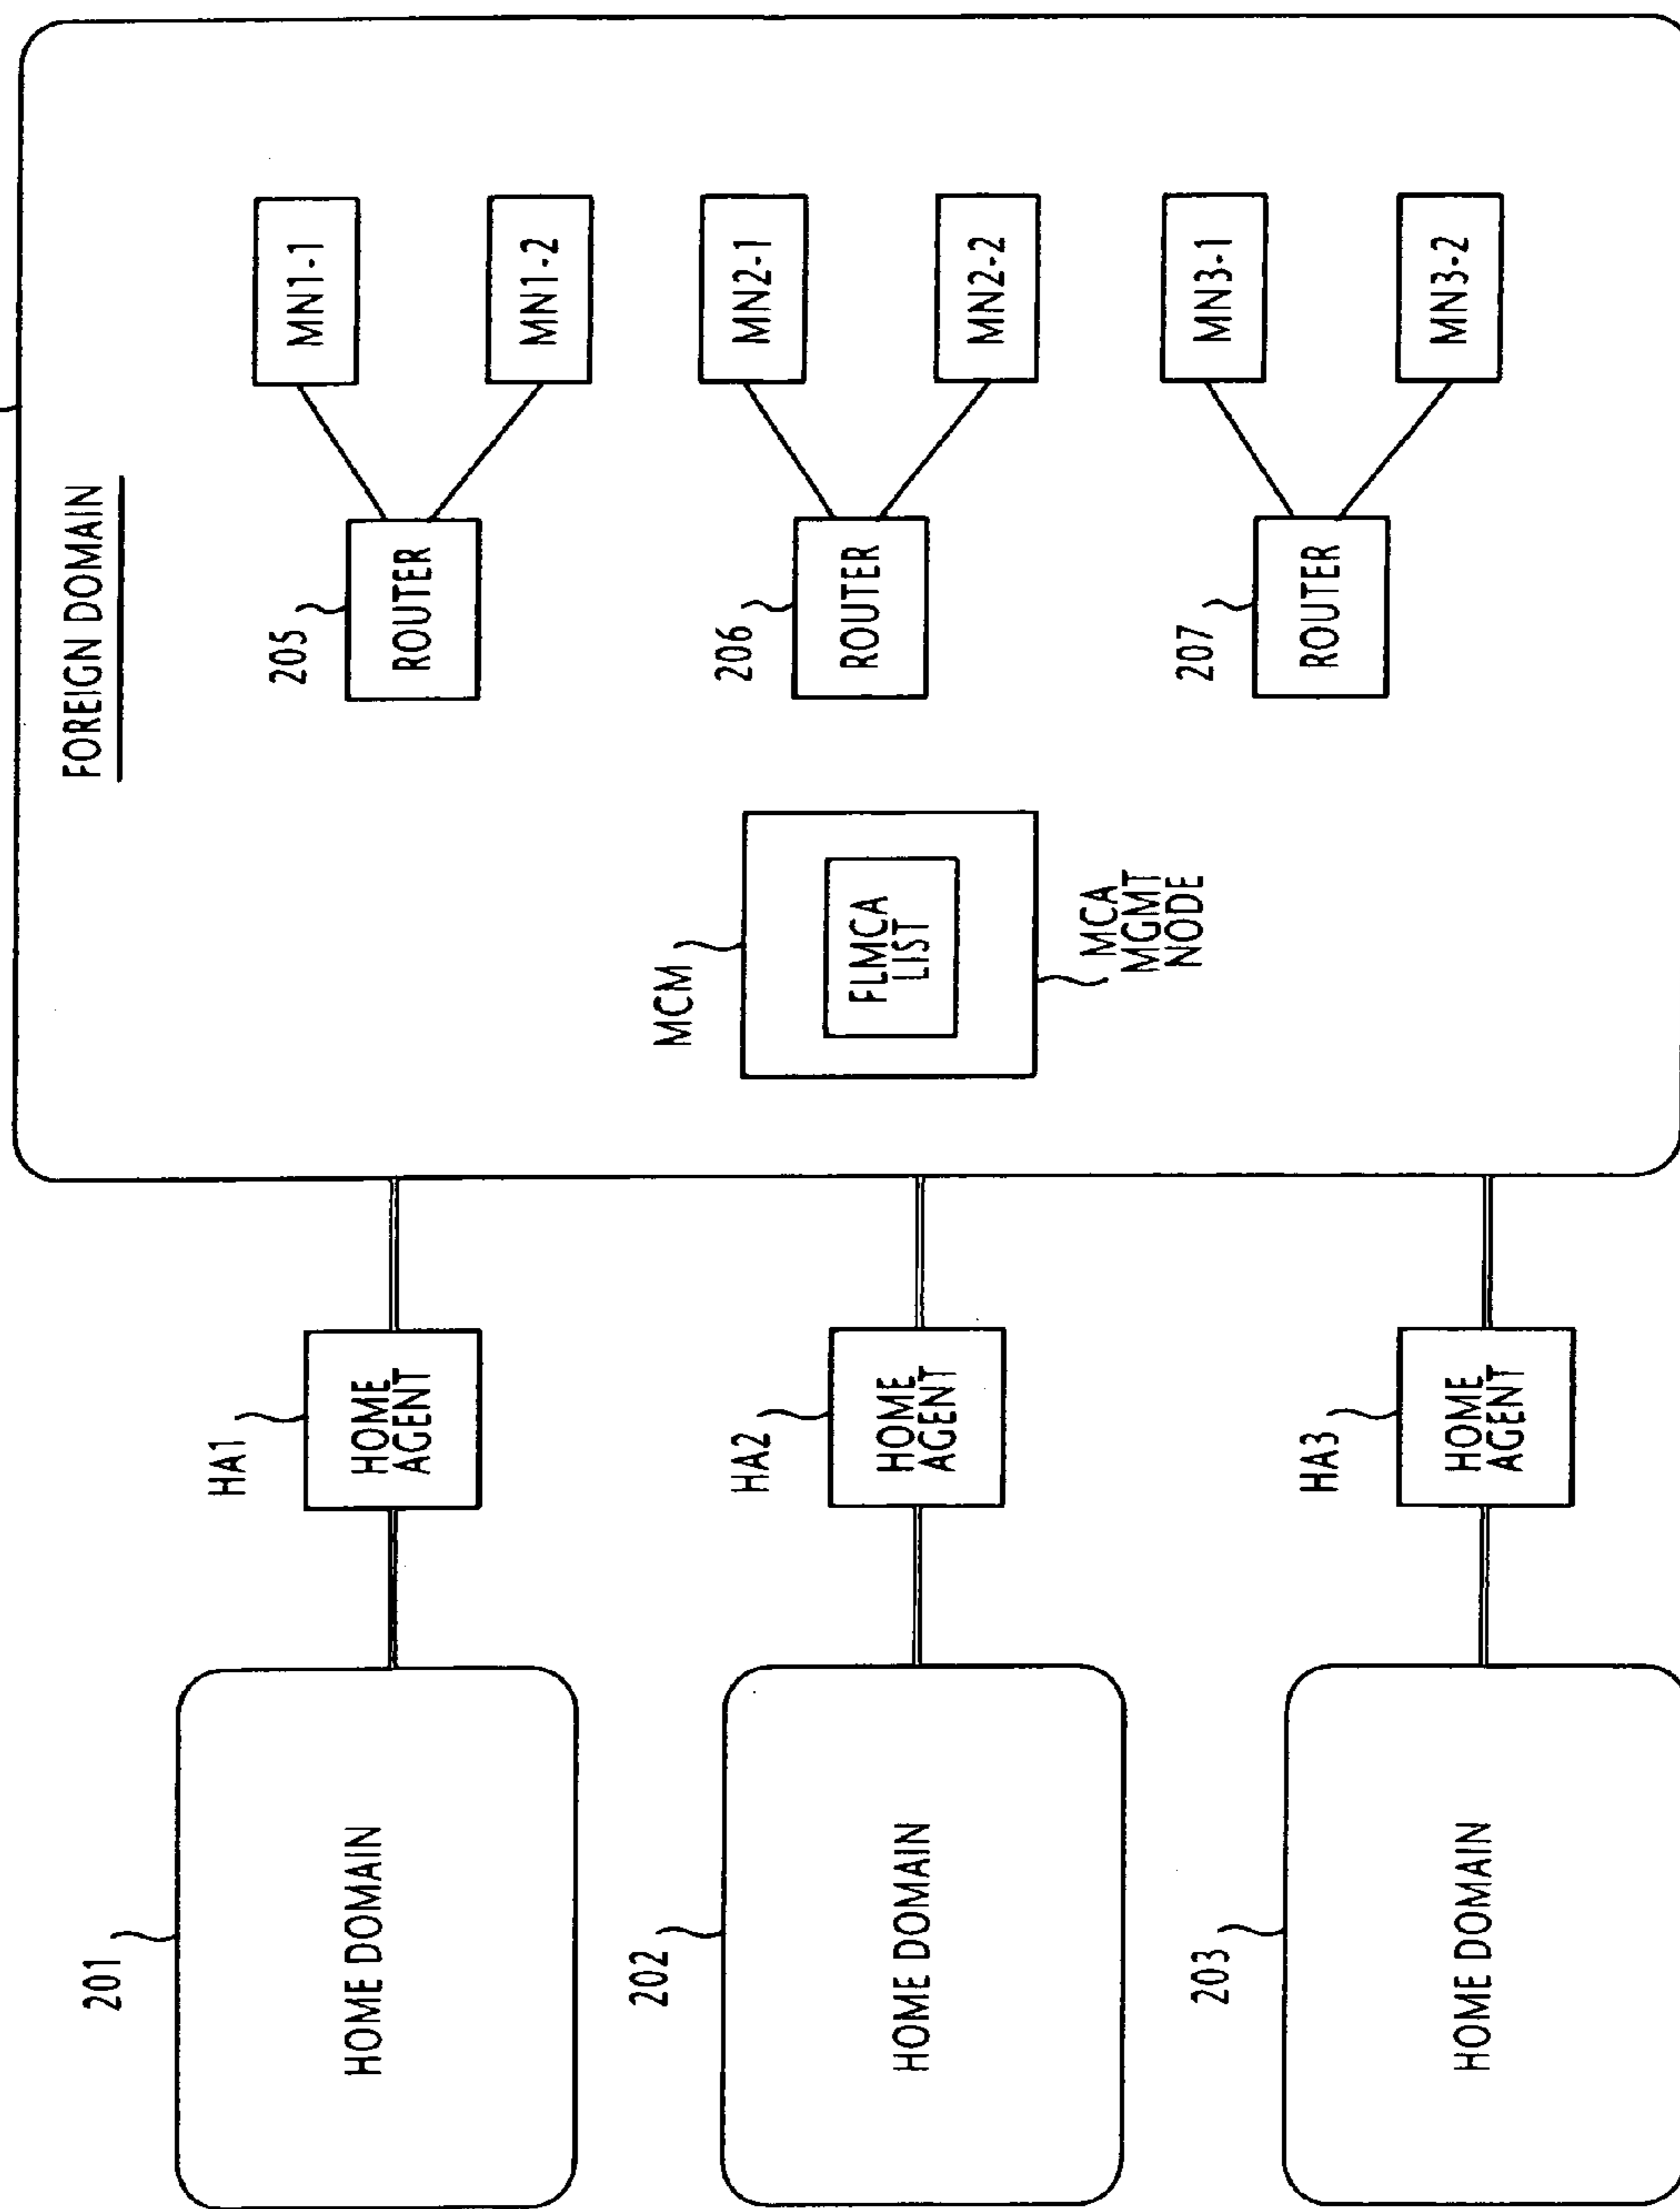 201
HOME DOMAIN
HA1
HOME
AGENT
202
HOME DOMAIN
HA2
HOME
AGENT
203
HOME DOMAIN
HA3
HOME
AGENT
FOREIGN DOMAIN
MCM
FLMCA
LIST
MCA
MGMT
NODE
205
ROUTER
MN1-1
MN1-2
206
ROUTER
MN2-1
MN2-2
207
ROUTER
MN3-1
MN3-2